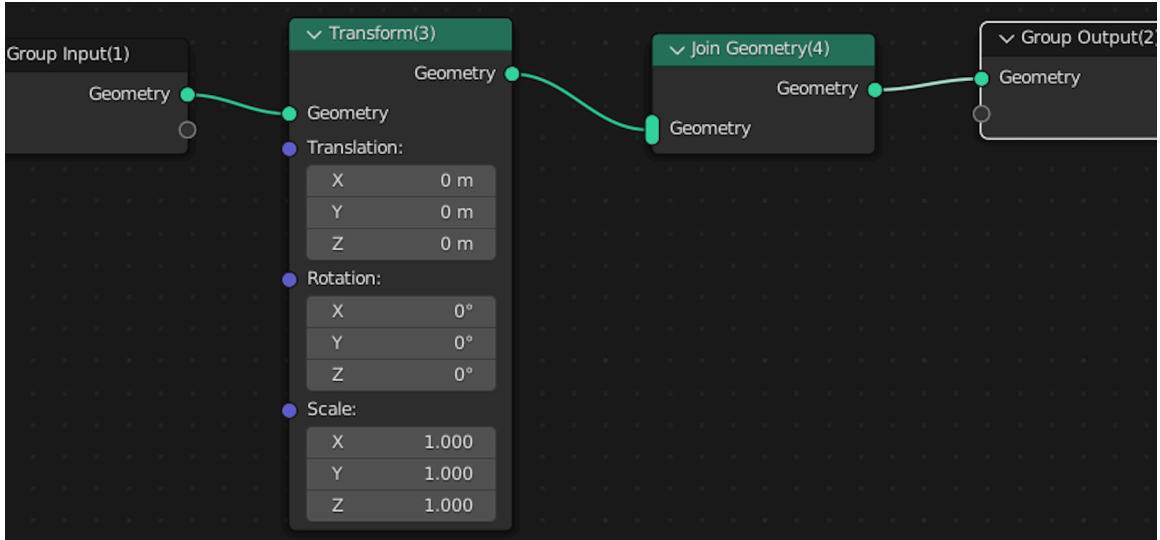 Group Input(1)
Geometry
Transform(3)
Geometry
Geometry
Translation:
X 0 m
Y 0 m
Z 0 m
Rotation:
X 0°
Y 0°
Z 0°
Scale:
X 1.000
Y 1.000
Z 1.000
Join Geometry(4)
Geometry
Geometry
Group Output(2)
Geometry